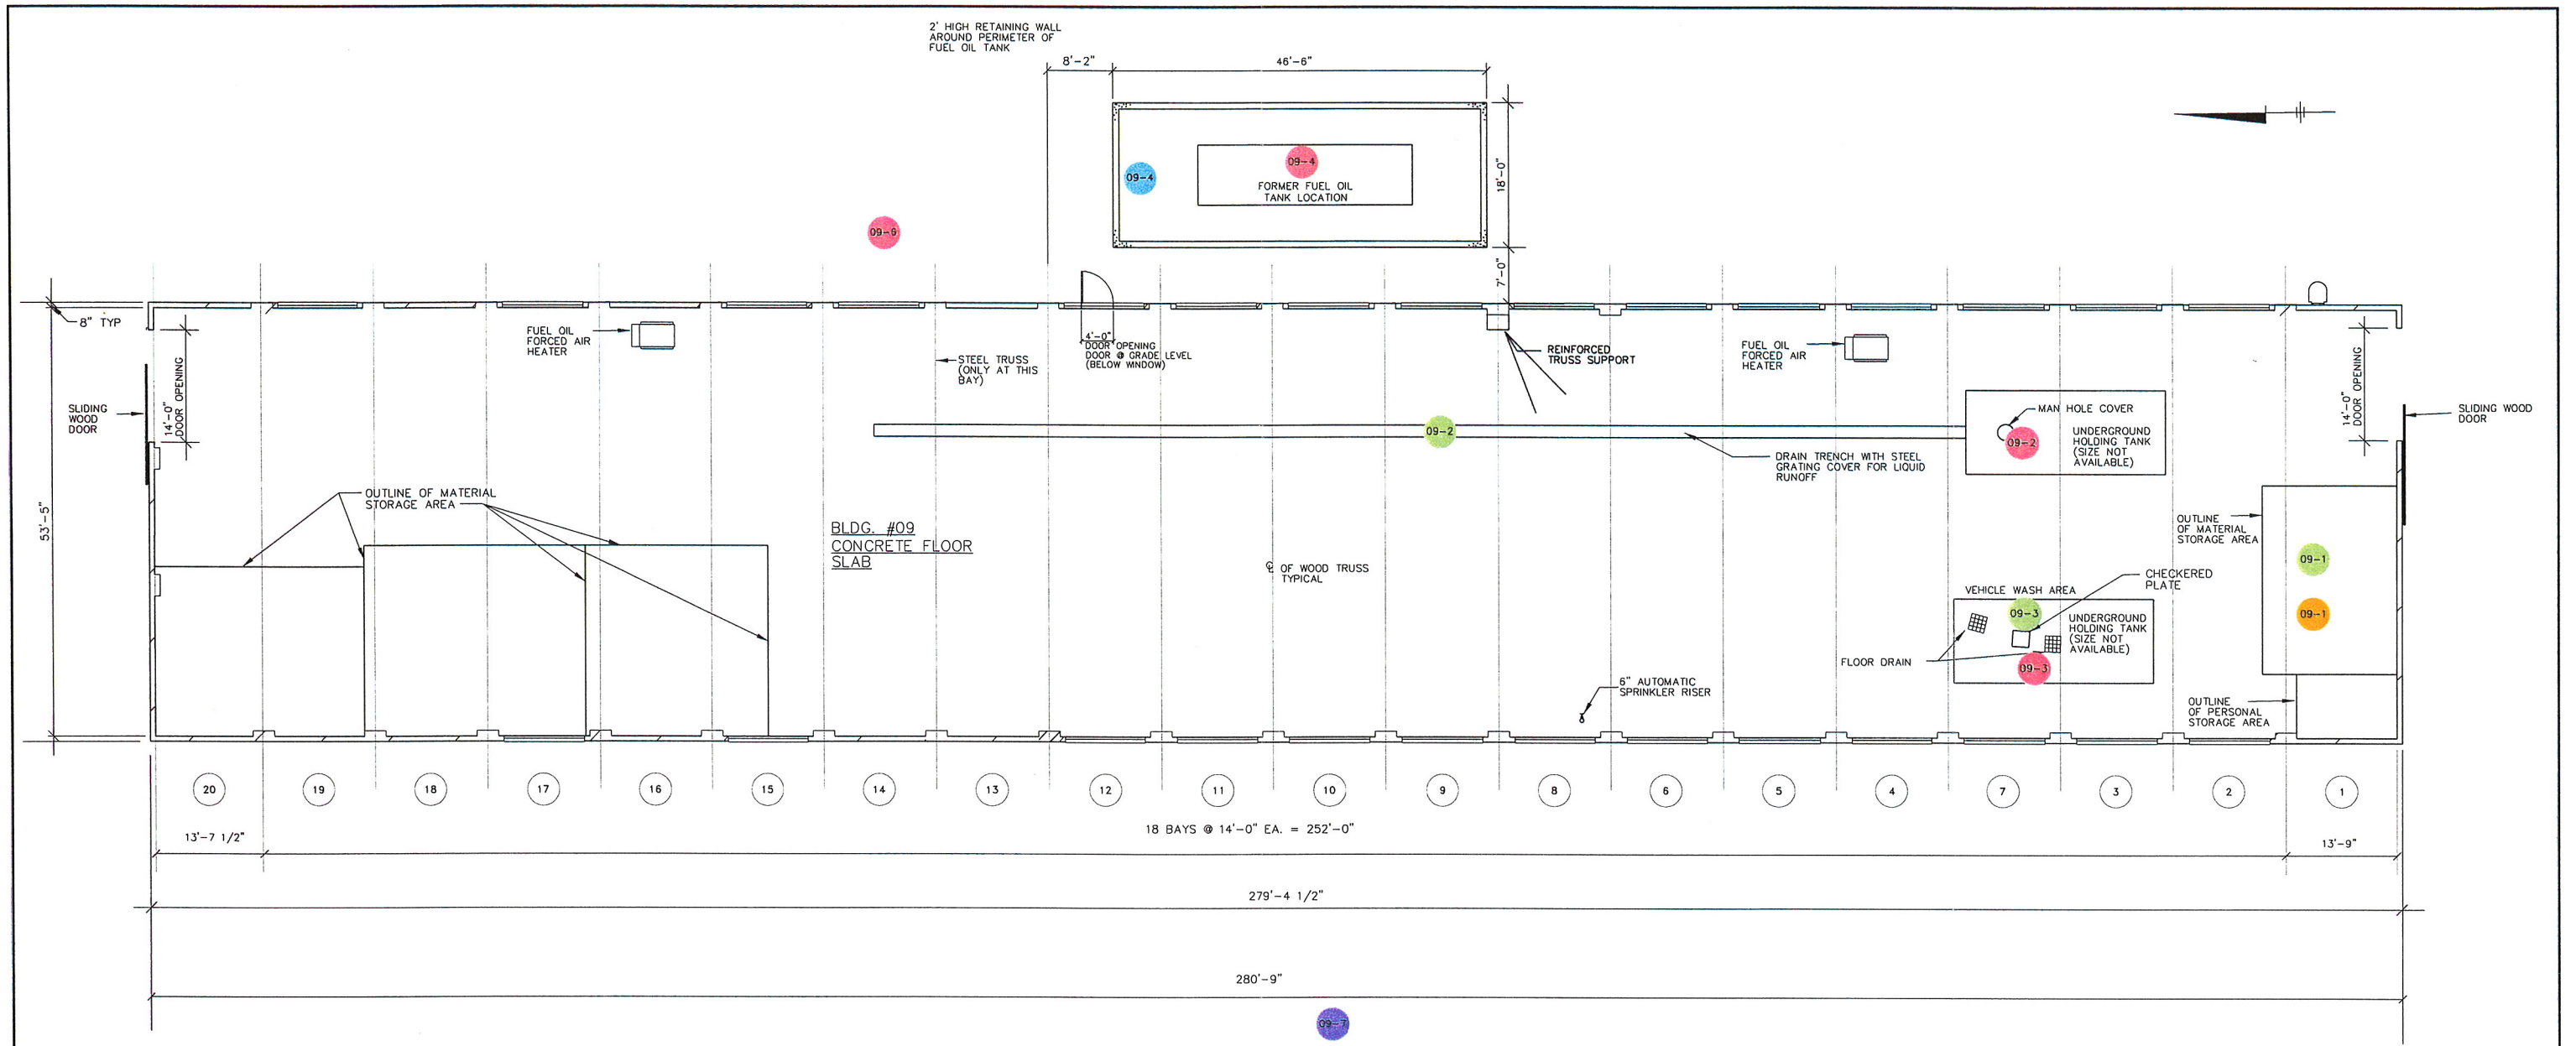 2' HIGH RETAINING WALL
AROUND PERIMETER OF
FUEL OIL TANK
8'-2"
46'-6"
18'-0"
09-4
09-4
FORMER FUEL OIL
TANK LOCATION
09-6
7'-0"
8" TYP
FUEL OIL
FORCED AIR
HEATER
14'-0"
DOOR OPENING
STEEL TRUSS
(ONLY AT THIS
BAY)
4'-0"
DOOR OPENING
DOOR @ GRADE LEVEL
(BELOW WINDOW)
REINFORCED
TRUSS SUPPORT
FUEL OIL
FORCED AIR
HEATER
14'-0"
DOOR OPENING
SLIDING
WOOD
DOOR
SLIDING WOOD
DOOR
MAN HOLE COVER
09-2
09-2
UNDERGROUND
HOLDING TANK
(SIZE NOT
AVAILABLE)
DRAIN TRENCH WITH STEEL
GRATING COVER FOR LIQUID
RUNOFF
53'-5"
OUTLINE OF MATERIAL
STORAGE AREA
BLDG. #09
CONCRETE FLOOR
SLAB
OUTLINE
OF MATERIAL
STORAGE AREA
09-1
℄ OF WOOD TRUSS
TYPICAL
CHECKERED
PLATE
VEHICLE WASH AREA
09-3
09-1
UNDERGROUND
HOLDING TANK
(SIZE NOT
AVAILABLE)
FLOOR DRAIN
09-3
6" AUTOMATIC
SPRINKLER RISER
OUTLINE
OF PERSONAL
STORAGE AREA
20 19 18 17 16 15 14 13 12 11 10 9 8 6 5 4 7 3 2 1
13'-7 1/2"
18 BAYS @ 14'-0" EA. = 252'-0"
13'-9"
279'-4 1/2"
280'-9"
09-7